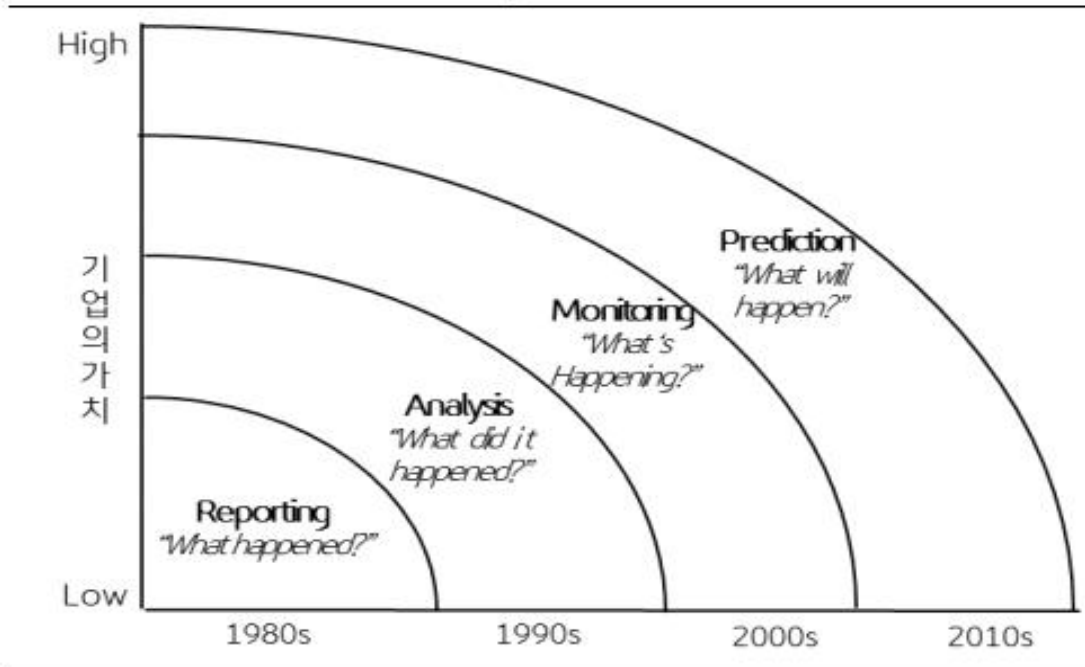 High
기업의가치
Prediction
“What will
happen?”
Monitoring
“What‘s
Happening?”
Analysis
“What did it
happened?”
Reporting
“What happened?”
Low
1980s 1990s 2000s 2010s